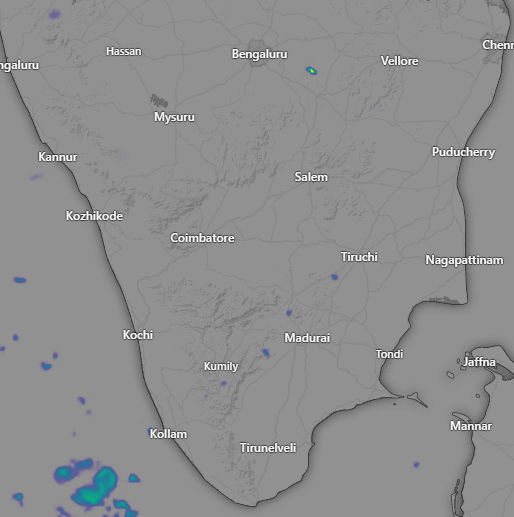 Hassan
Bengaluru
Chenn
ngaluru
Vellore
Mysuru
Kannur
Puducherry
Salem
Kozhikode
Coimbatore
Tiruchi
Nagapattinam
Kochi
Madurai
Tondi
Jaffna
Kumily
Mannar
Kollam
Tirunelveli